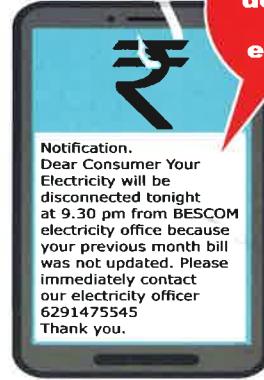 Notification.
Dear Consumer Your
Electricity will be
disconnected tonight
at 9.30 pm from BESCOM
electricity office because
your previous month bill
was not updated. Please
immediately contact
our electricity officer
6291475545
Thank you.